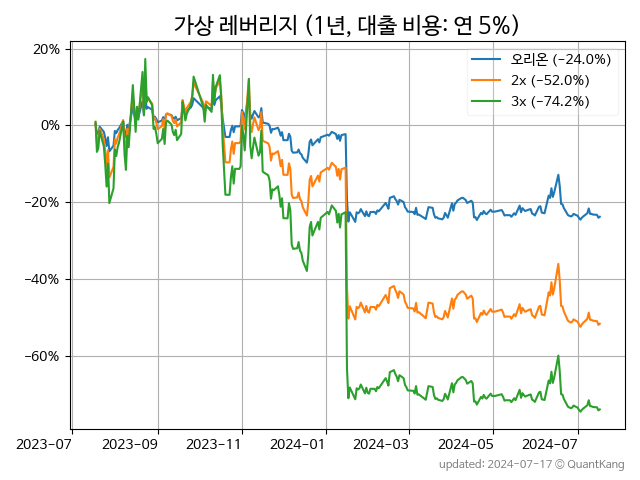 가상 레버리지 (1년, 대출 비용: 연 5%)
오리온 (−24.0%)
2x (−52.0%)
3x (−74.2%)
20%
0%
−20%
−40%
−60%
2023-07 2023-09 2023-11 2024-01 2024-03 2024-05 2024-07
updated: 2024-07-17 © QuantKang